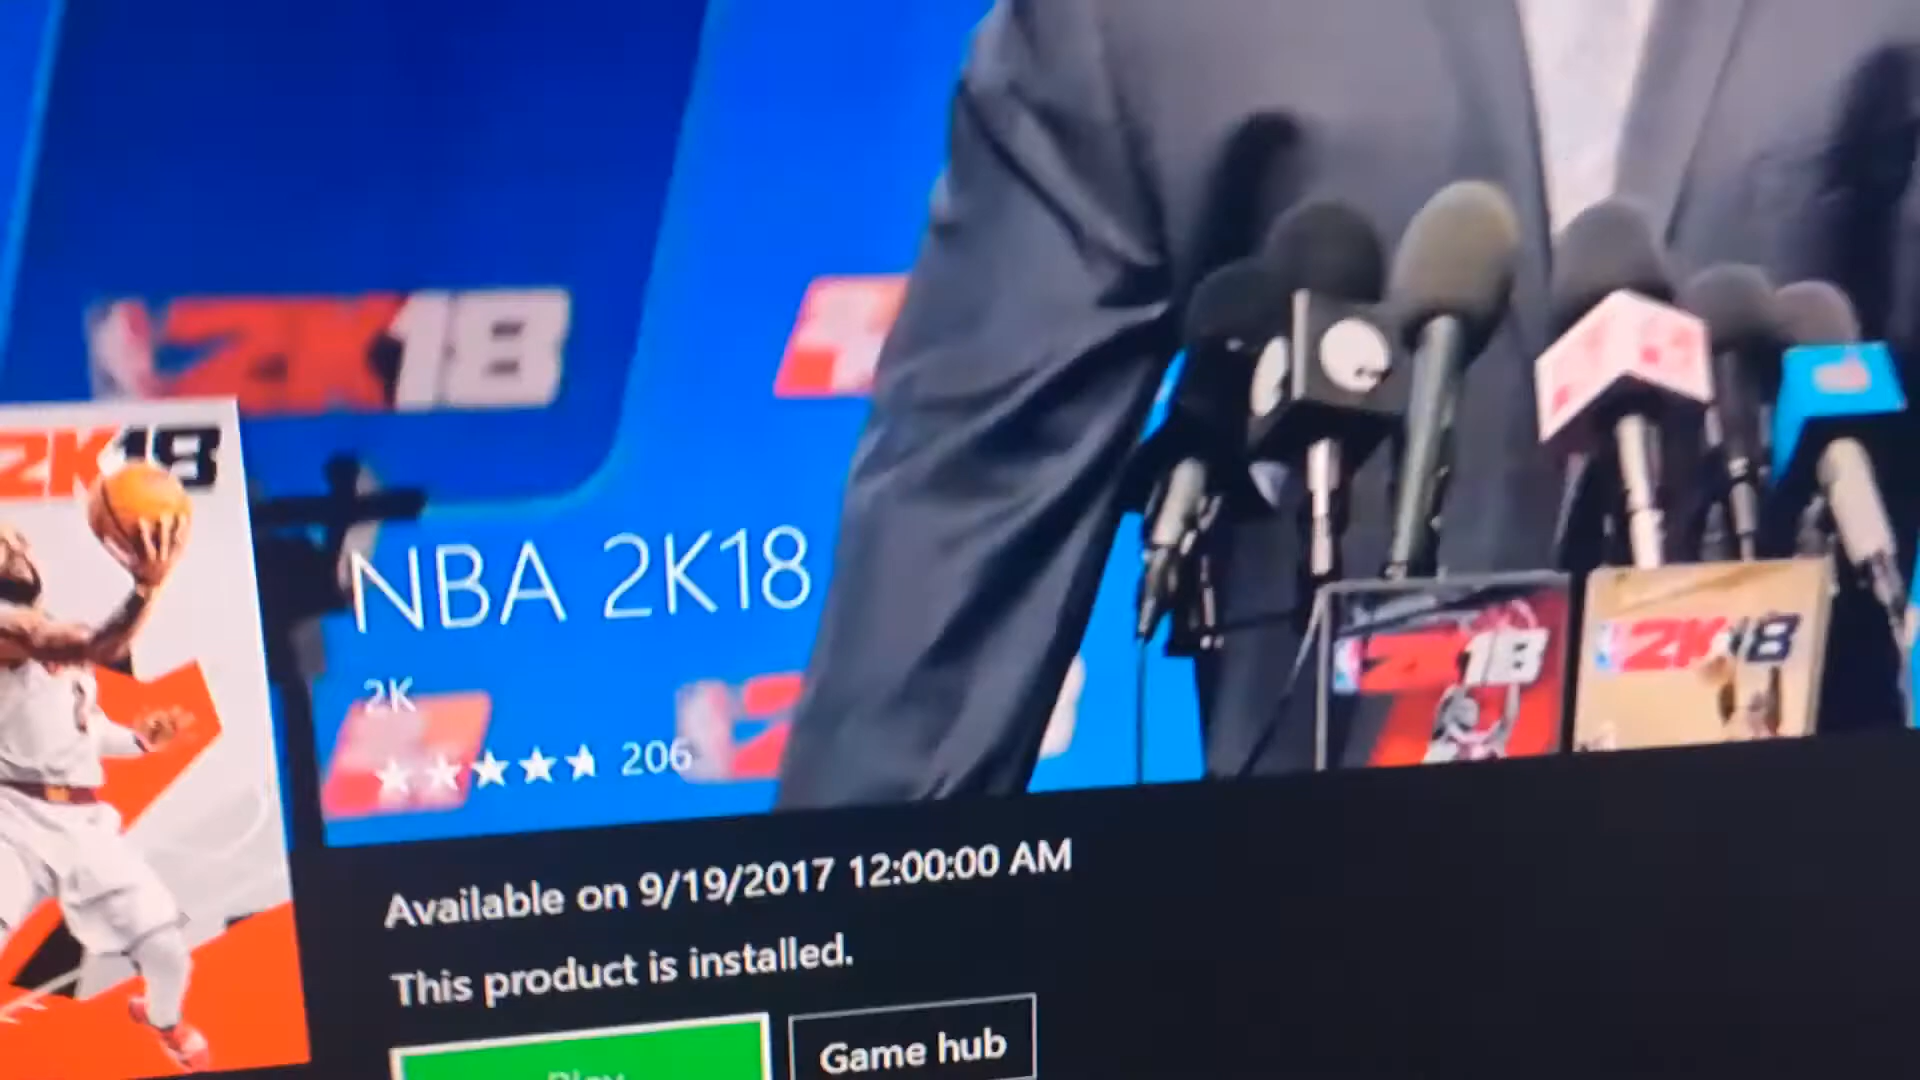 2K18
2K18
NBA 2K18
2K
206
2K18
2K18
Available on 9/19/2017 12:00:00 AM
This product is installed.
Play
Game hub